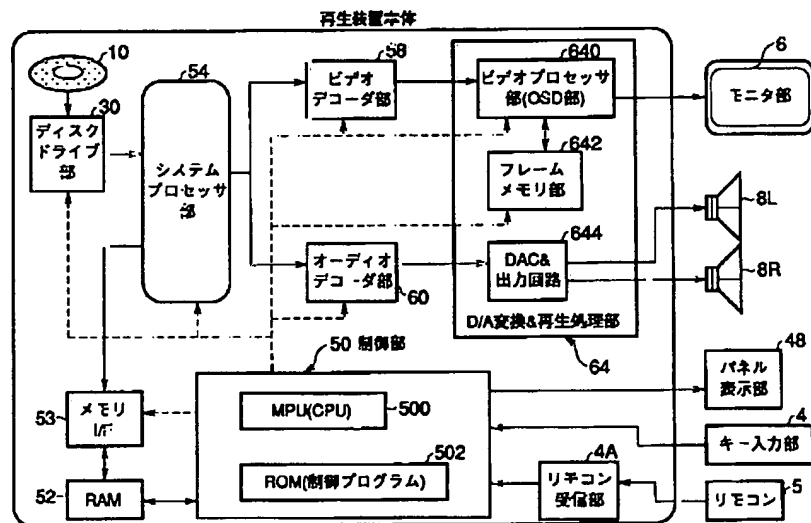 再生装置本体
10
54
58
640
6
30
ビデオ
デコーダ部
ビデオプロセッサ
部(OSD部)
モニタ部
ディスク
ドライブ
部
システム
プロセッサ
部
642
フレーム
メモリ部
8L
オーディオ
デコーダ部
60
644
DAC&
出力回路
8R
D/A変換&再生処理部
64
50 制御部
48
パネル
表示部
53
メモリ
I/F
MPU(CPU)
500
4
キー入力部
502
ROM(制御プログラム)
4A
リモコン
受信部
5
リモコン
52
RAM